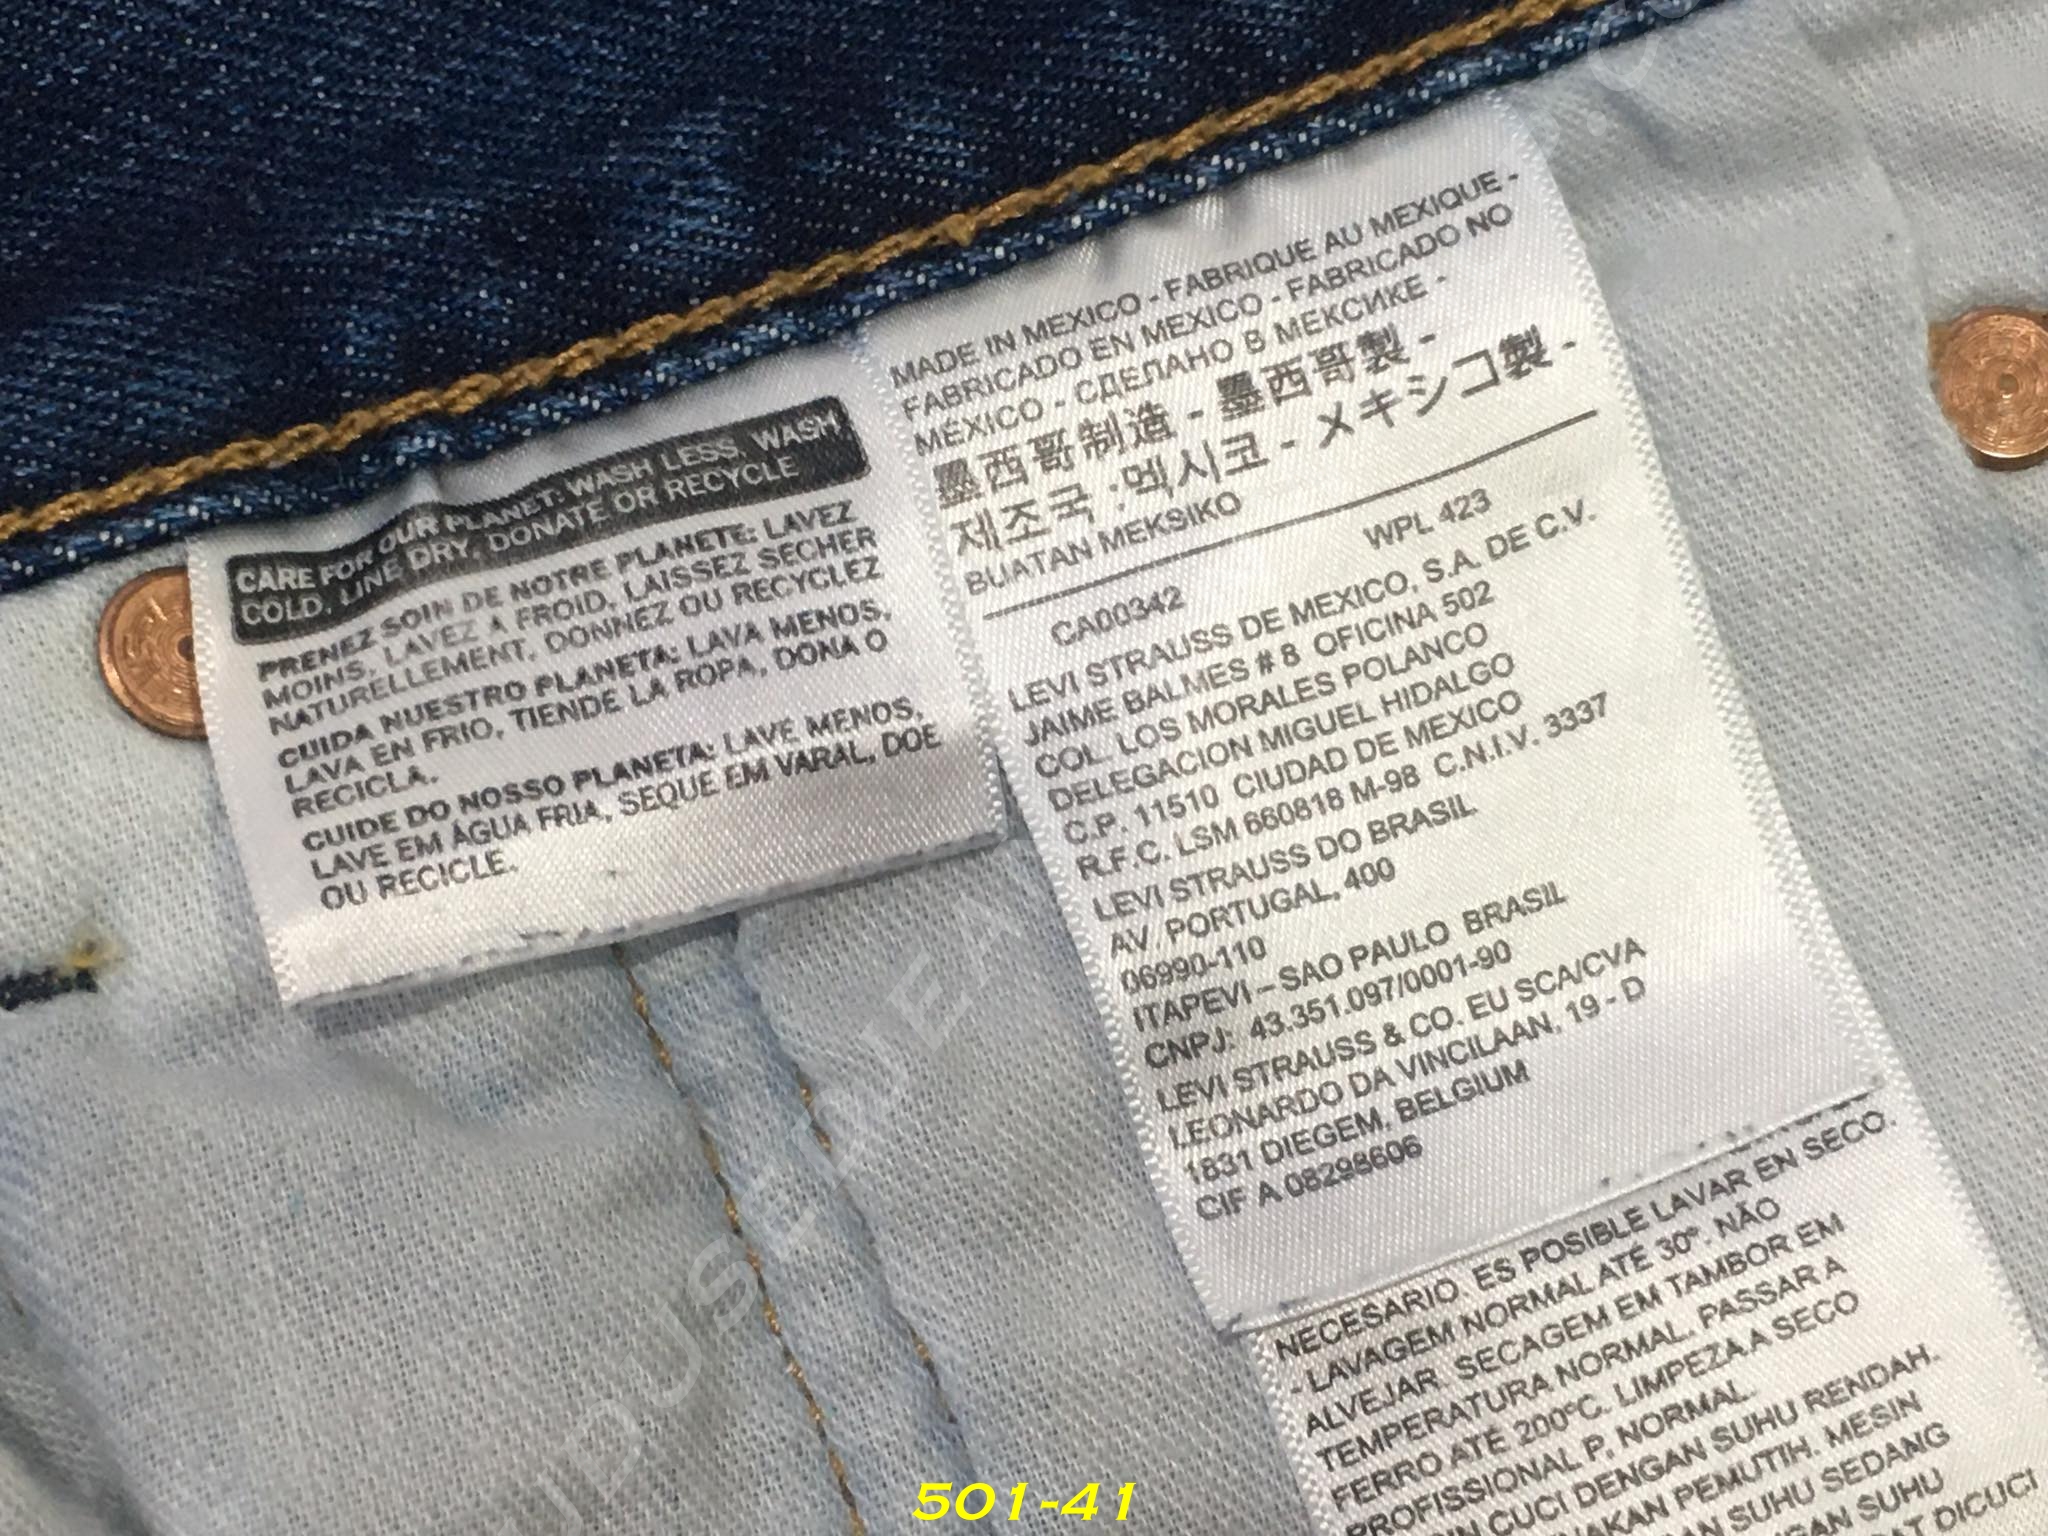 CARE FOR OUR PLANET: WASH LESS, WASH
COLD, LINE DRY, DONATE OR RECYCLE
PRENEZ SOIN DE NOTRE PLANETE: LAVEZ
MOINS, LAVEZ A FROID, LAISSEZ SECHER
NATURELLEMENT, DONNEZ OU RECYCLEZ
CUIDA NUESTRO PLANETA: LAVA MENOS,
LAVA EN FRIO, TIENDE LA ROPA, DONA O
RECICLA.
CUIDE DO NOSSO PLANETA: LAVE MENOS,
LAVE EM ÁGUA FRIA, SEQUE EM VARAL, DOE
OU RECICLE.
MADE IN MEXICO - FABRIQUE AU MEXIQUE -
FABRICADO EN MEXICO - FABRICADO NO
MÉXICO - СДЕЛАНО В МЕКСИКЕ -
墨西哥制造 - 墨西哥製 -
제조국 :멕시코 - メキシコ製 -
BUATAN MEKSIKO
WPL 423
CA00342
LEVI STRAUSS DE MEXICO, S.A. DE C.V.
JAIME BALMES # 8 OFICINA 502
COL. LOS MORALES POLANCO
DELEGACION MIGUEL HIDALGO
C.P. 11510 CIUDAD DE MEXICO
R.F.C. LSM 660818 M-98 C.N.I.V. 3337
LEVI STRAUSS DO BRASIL
AV. PORTUGAL, 400
06990-110
ITAPEVI – SAO PAULO BRASIL
CNPJ: 43.351.097/0001-90
LEVI STRAUSS & CO. EU SCA/CVA
LEONARDO DA VINCILAAN, 19 - D
1831 DIEGEM, BELGIUM
CIF A 08298606
NECESARIO. ES POSIBLE LAVAR EN SECO.
- LAVAGEM NORMAL ATÉ 30º. NÃO
ALVEJAR. SECAGEM EM TAMBOR EM
TEMPERATURA NORMAL. PASSAR A
FERRO ATÉ 200ºC. LIMPEZA A SECO
PROFISSIONAL P, NORMAL.
CUCI DENGAN SUHU RENDAH.
PEMUTIH. MESIN
SUHU SEDANG
SUHU
DICUCI
501-41